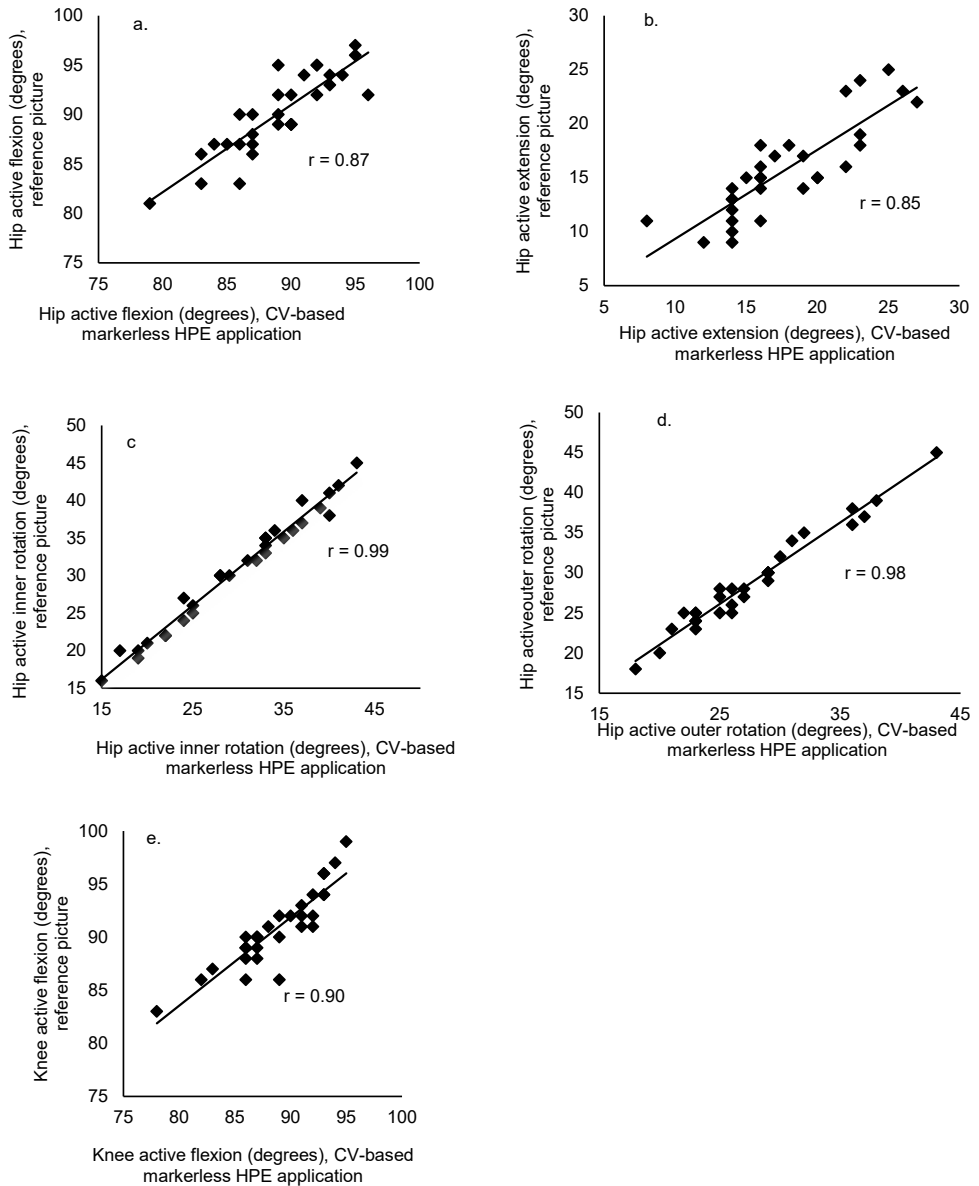 a.
Hip active flexion (degrees),
reference picture
100
95
90
85
80
75
r = 0.87
75 80 85 90 95 100
Hip active flexion (degrees), CV-based
markerless HPE application
b.
Hip active extension (degrees),
reference picture
30
25
20
15
10
5
r = 0.85
5 10 15 20 25 30
Hip active extension (degrees), CV-based
markerless HPE application
c
Hip active inner rotation (degrees),
reference picture
50
45
40
35
30
25
20
15
r = 0.99
15 25 35 45
Hip active inner rotation (degrees), CV-based
markerless HPE application
d.
Hip activeouter rotation (degrees),
reference picture
50
45
40
35
30
25
20
15
r = 0.98
15 25 35 45
Hip active outer rotation (degrees), CV-based
markerless HPE application
e.
Knee active flexion (degrees),
reference picture
100
95
90
85
80
75
r = 0.90
75 80 85 90 95 100
Knee active flexion (degrees), CV-based
markerless HPE application